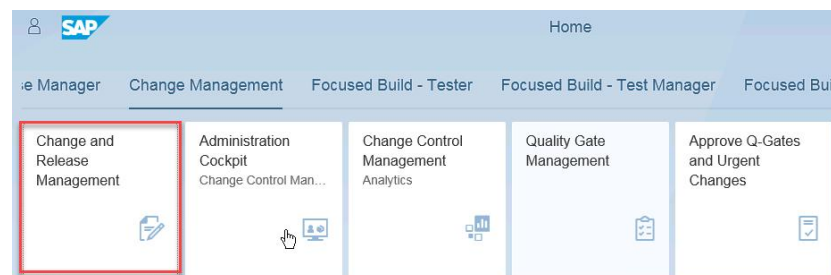 SAP Home
se Manager Change Management Focused Build - Tester Focused Build - Test Manager Focused Bui
Change and
Release
Management
Administration
Cockpit
Change Control Man...
Change Control
Management
Analytics
Quality Gate
Management
Approve Q-Gates
and Urgent
Changes